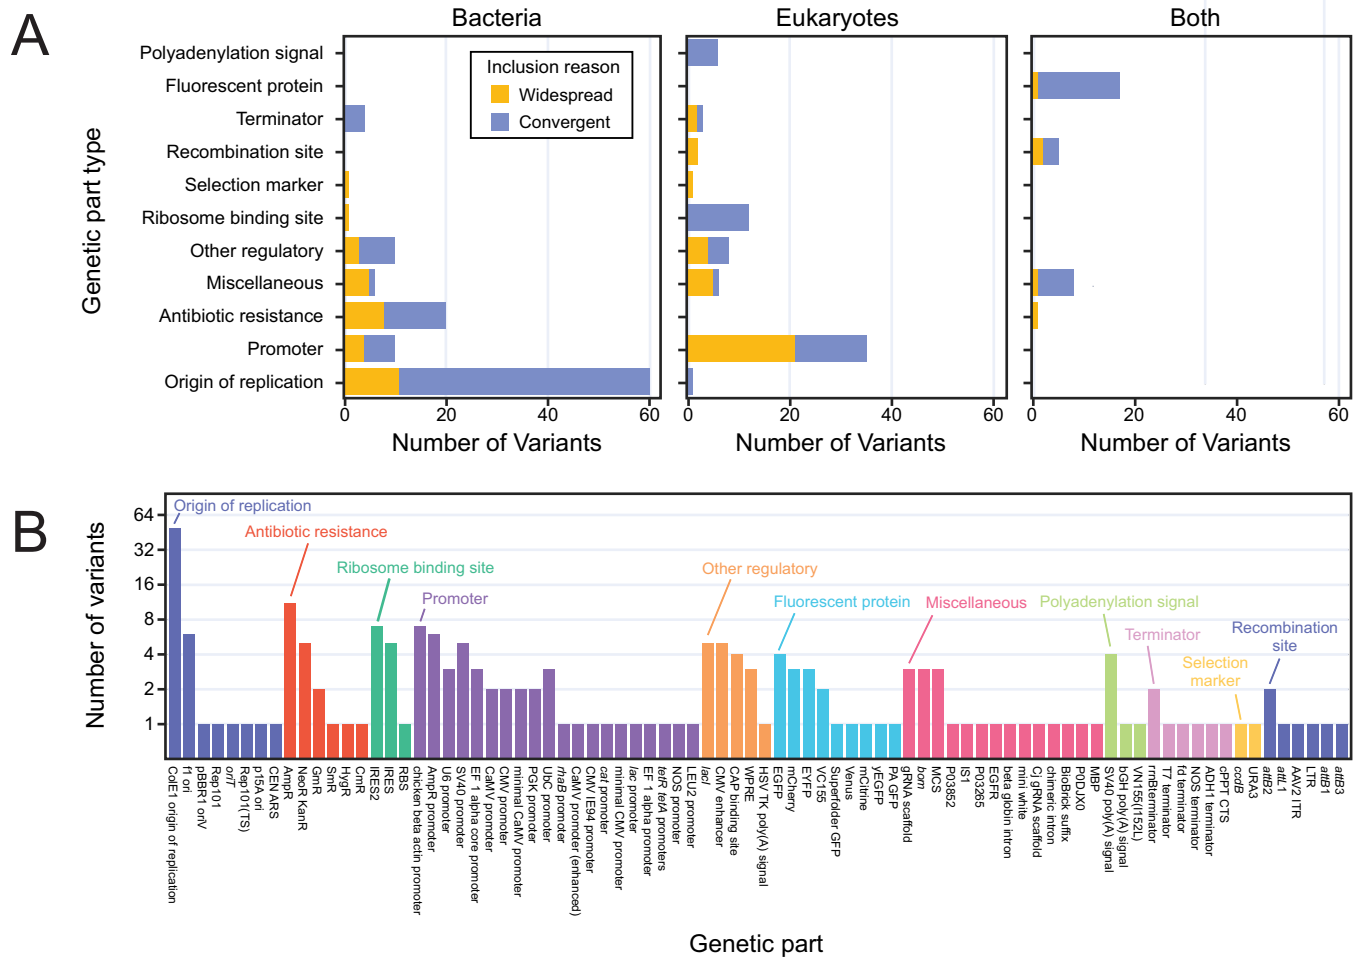 A
Bacteria
Eukaryotes
Both
Genetic part type
Polyadenylation signal
Fluorescent protein
Terminator
Recombination site
Selection marker
Ribosome binding site
Other regulatory
Miscellaneous
Antibiotic resistance
Promoter
Origin of replication
Inclusion reason
Widespread
Convergent
0 20 40 60
0 20 40 60
0 20 40 60
Number of Variants
Number of Variants
Number of Variants
B
Number of variants
64
32
16
8
4
2
1
Origin of replication
Antibiotic resistance
Ribosome binding site
Promoter
Other regulatory
Fluorescent protein
Miscellaneous
Polyadenylation signal
Terminator
Selection
marker
Recombination
site
ColE1 origin of replication
f1 ori
pBBR1 oriV
Rep101
oriT
Rep101(TS)
p15A ori
CEN ARS
AmpR
NeoR KanR
GmR
SmR
HygR
CmR
IRES2
IRES
RBS
chicken beta actin promoter
AmpR promoter
U6 promoter
SV40 promoter
EF 1 alpha core promoter
CaMV promoter
CMV promoter
minimal CaMV promoter
PGK promoter
UbC promoter
rhaB promoter
CaMV promoter (enhanced)
CMV IE94 promoter
cat promoter
minimal CMV promoter
lac promoter
EF 1 alpha promoter
tetR tetA promoters
NOS promoter
LEU2 promoter
lacI
CMV enhancer
CAP binding site
WPRE
HSV TK poly(A) signal
EGFP
mCherry
EYFP
VC155
Superfolder GFP
Venus
mCitrine
yEGFP
PA GFP
gRNA scaffold
bom
MCS
P03852
IS1
P03265
EGFR
beta globin intron
mini white
Cj gRNA scaffold
chimeric intron
BioBrick suffix
P0DJX0
MBP
SV40 poly(A) signal
bGH poly(A) signal
VN155(I152L)
rrnBterminator
T7 terminator
fd terminator
NOS terminator
ADH1 terminator
cPPT CTS
ccdB
URA3
attB2
attL1
AAV2 ITR
LTR
attB1
attB3
Genetic part